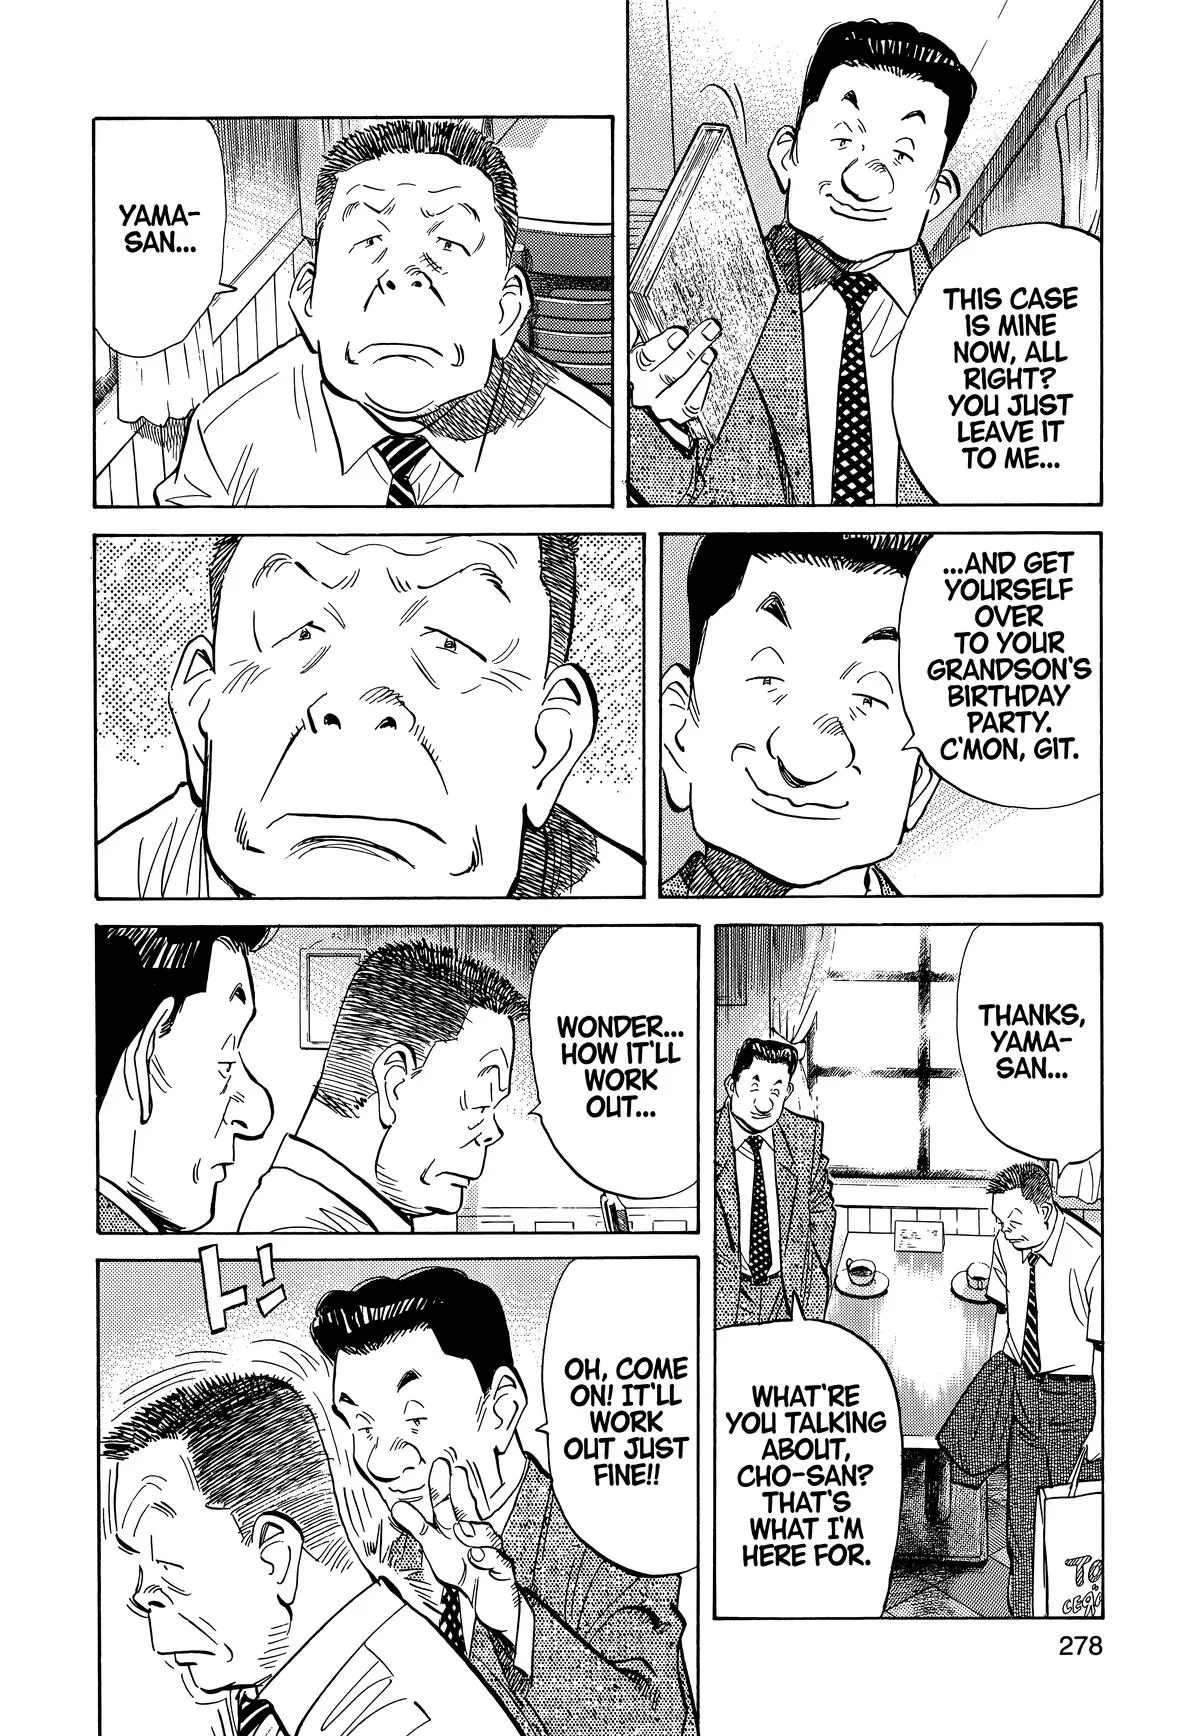 THIS CASE
IS MINE
NOW, ALL
RIGHT?
YOU JUST
LEAVE IT
TO ME...
YAMA-
SAN...
...AND GET
YOURSELF
OVER
TO YOUR
GRANDSON'S
BIRTHDAY
PARTY.
C'MON, GIT.
THANKS,
YAMA-
SAN...
WHAT'RE
YOU TALKING
ABOUT,
CHO-SAN?
THAT'S
WHAT I'M
HERE FOR.
WONDER...
HOW IT'LL
WORK
OUT...
OH, COME
ON! IT'LL
WORK
OUT JUST
FINE!!
ト!!
278